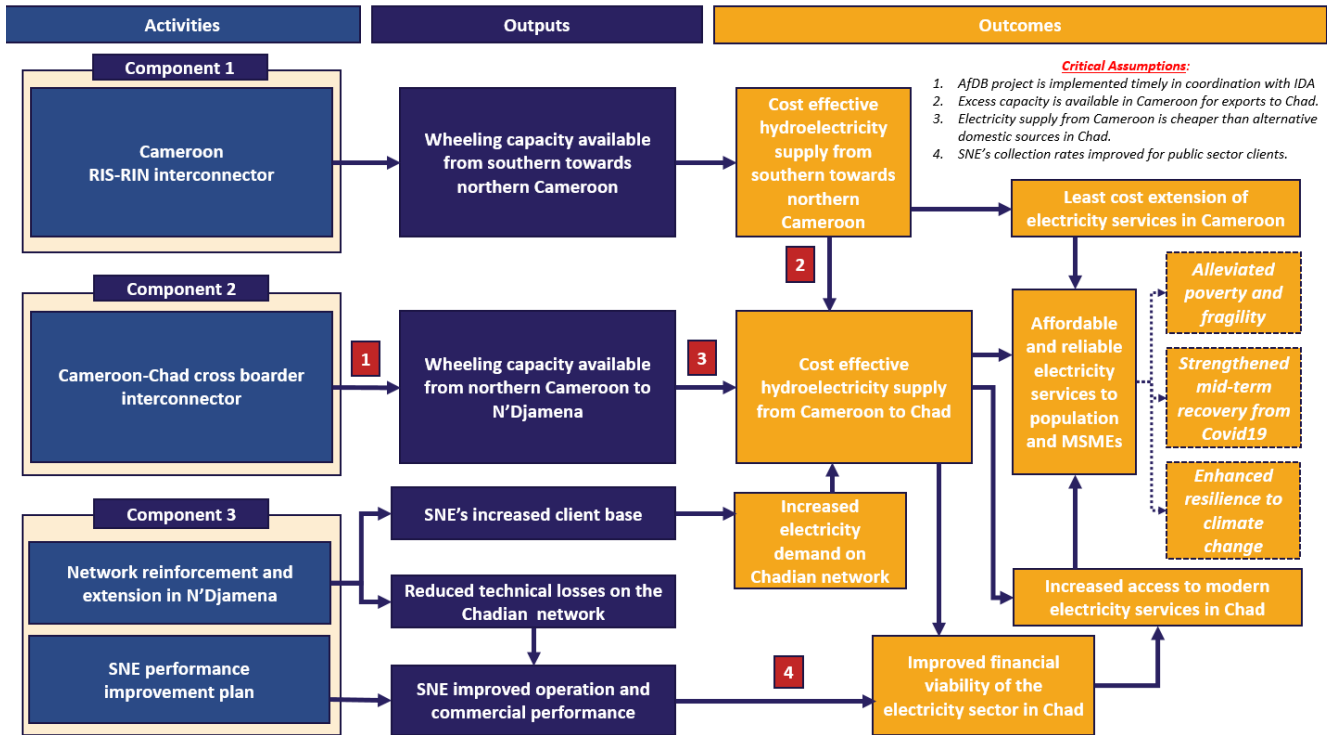 Activities
Outputs
Outcomes
Component 1
Cameroon
RIS-RIN interconnector
Wheeling capacity available
from southern towards
northern Cameroon
Cost effective
hydroelectricity
supply from
southern towards
northern
Cameroon
Critical Assumptions:
1. AfDB project is implemented timely in coordination with IDA
2. Excess capacity is available in Cameroon for exports to Chad.
3. Electricity supply from Cameroon is cheaper than alternative
domestic sources in Chad.
4. SNE's collection rates improved for public sector clients.
Least cost extension of
electricity services in Cameroon
2
Component 2
Cameroon-Chad cross boarder
interconnector
1
Wheeling capacity available
from northern Cameroon to
N'Djamena
3
Cost effective
hydroelectricity supply
from Cameroon to Chad
Affordable
and reliable
electricity
services to
population
and MSMEs
Alleviated
poverty and
fragility
Strengthened
mid-term
recovery from
Covid19
Enhanced
resilience to
climate
change
Component 3
Network reinforcement and
extension in N'Djamena
SNE's increased client base
Increased
electricity
demand on
Chadian network
Reduced technical losses on the
Chadian network
Increased access to modern
electricity services in Chad
SNE performance
improvement plan
SNE improved operation and
commercial performance
4
Improved financial
viability of the
electricity sector in Chad